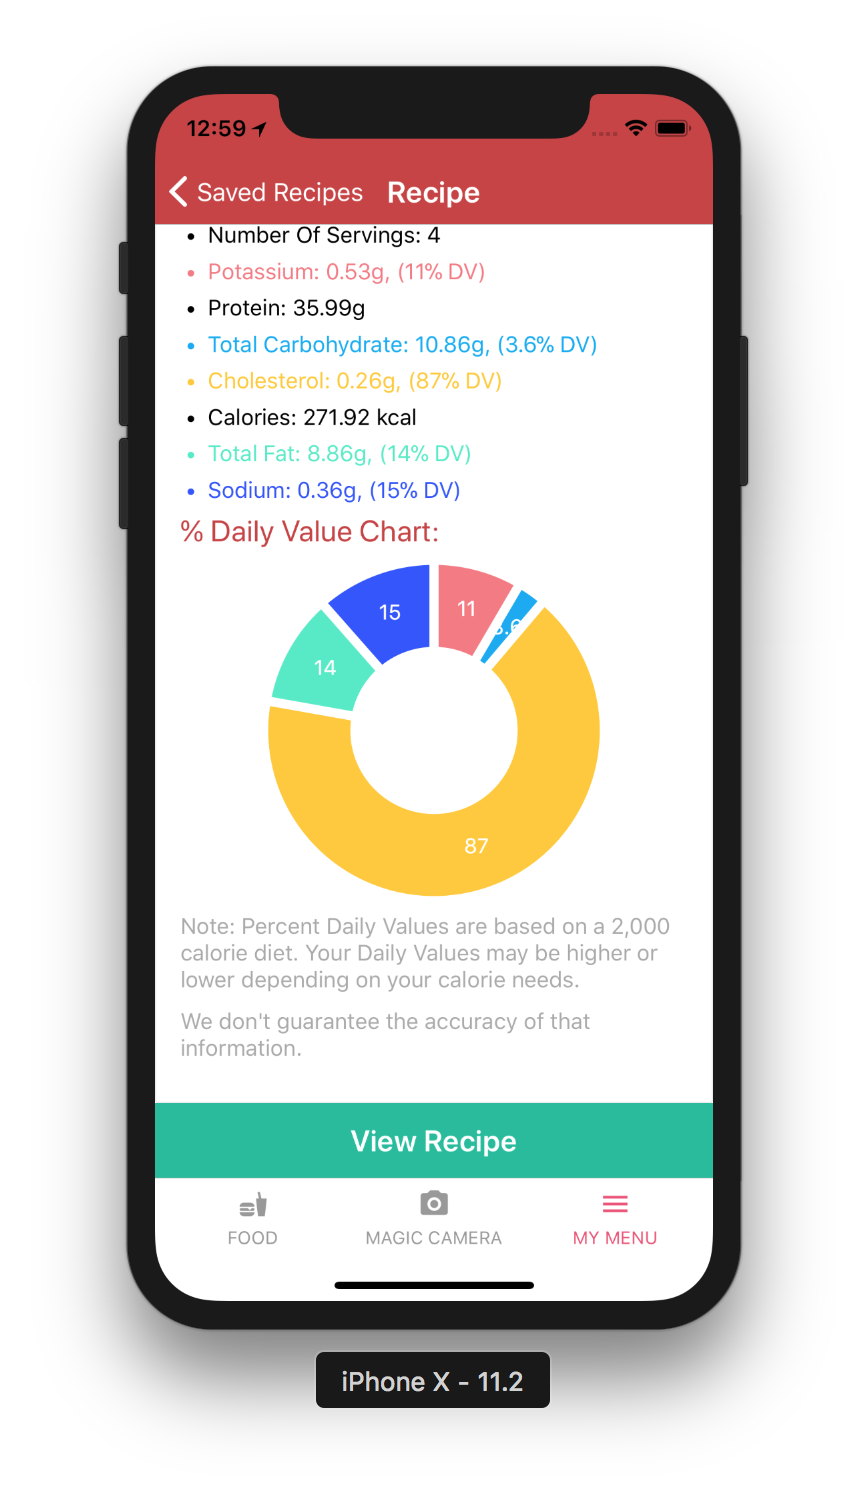 12:59
Saved Recipes Recipe
• Number Of Servings: 4
• Potassium: 0.53g, (11% DV)
• Protein: 35.99g
• Total Carbohydrate: 10.86g, (3.6% DV)
• Cholesterol: 0.26g, (87% DV)
• Calories: 271.92 kcal
• Total Fat: 8.86g, (14% DV)
• Sodium: 0.36g, (15% DV)
% Daily Value Chart:
15
11
3.6
14
87
Note: Percent Daily Values are based on a 2,000
calorie diet. Your Daily Values may be higher or
lower depending on your calorie needs.
We don't guarantee the accuracy of that
information.
View Recipe
FOOD
MAGIC CAMERA
MY MENU
iPhone X - 11.2